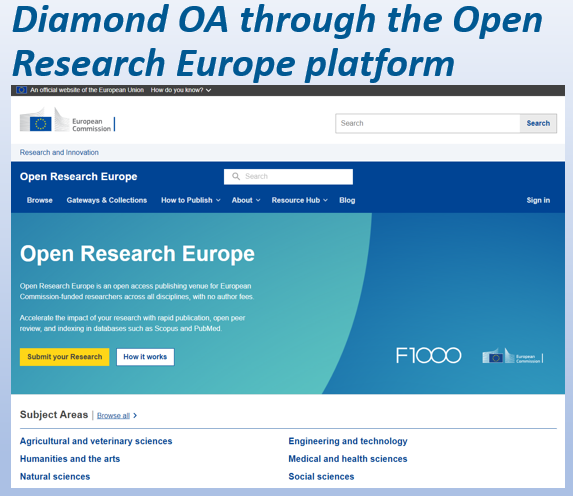 Diamond OA through the Open
Research Europe platform
An official website of the European Union How do you know?
European
Commission
Search Search
Research and Innovation
Open Research Europe Search
Browse Gateways & Collections How to Publish About Resource Hub Blog Sign in
Open Research Europe
Open Research Europe is an open access publishing venue for European
Commission-funded researchers across all disciplines, with no author fees.
Accelerate the impact of your research with rapid publication, open peer
review, and indexing in databases such as Scopus and PubMed.
Submit your Research How it works
F1000 European
Commission
Subject Areas | Browse all
Agricultural and veterinary sciences Engineering and technology
Humanities and the arts Medical and health sciences
Natural sciences Social sciences